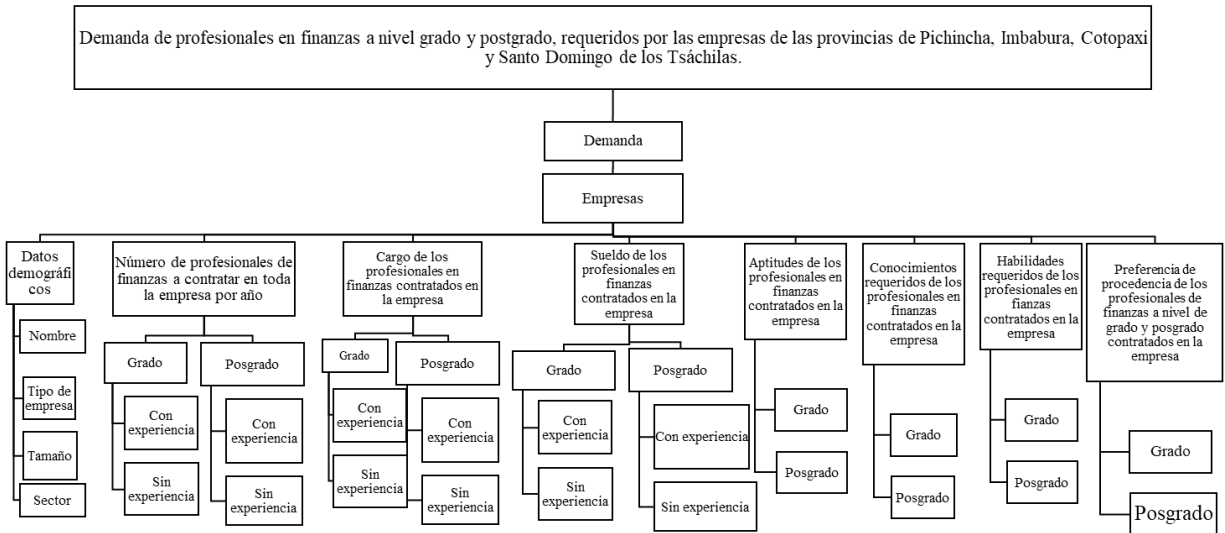 Demanda de profesionales en finanzas a nivel grado y postgrado, requeridos por las empresas de las provincias de Pichincha, Imbabura, Cotopaxi
y Santo Domingo de los Tsáchilas.
Demanda
Empresas
Datos
demográfi
cos
Nombre
Tipo de
empresa
Tamaño
Sector
Número de profesionales de
finanzas a contratar en toda
la empresa por año
Grado
Con
experiencia
Sin
experiencia
Posgrado
Con
experiencia
Sin
experiencia
Cargo de los
profesionales en
finanzas contratados en
la empresa
Grado
Con
experiencia
Sin
experiencia
Posgrado
Con
experiencia
Sin
experiencia
Sueldo de los
profesionales en
finanzas
contratados en la
empresa
Grado
Con
experiencia
Sin
experiencia
Posgrado
Con experiencia
Sin experiencia
Aptitudes de los
profesionales en
finanzas
contratados en la
empresa
Grado
Posgrado
Conocimientos
requeridos de los
profesionales en
finanzas
contratados en la
empresa
Grado
Posgrado
Habilidades
requeridos de los
profesionales en
fianzas
contratados en la
empresa
Grado
Posgrado
Preferencia de
procedencia de los
profesionales de
finanzas a nivel de
grado y posgrado
contratados en la
empresa
Grado
Posgrado